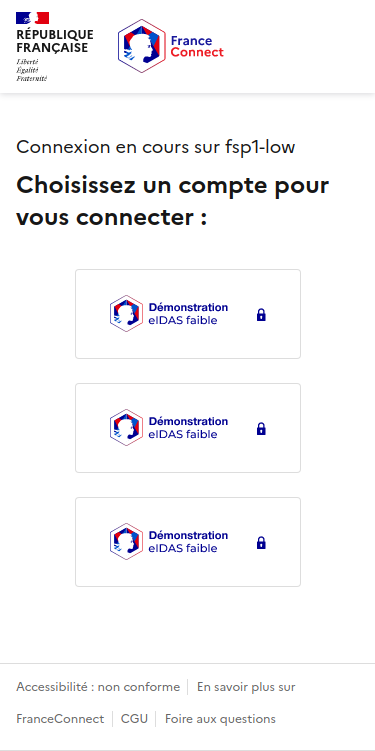 RÉPUBLIQUE
FRANÇAISE
Liberté
Égalité
Fraternité
France
Connect
Connexion en cours sur fsp1-low
Choisissez un compte pour
vous connecter :
Démonstration
eIDAS faible
Démonstration
eIDAS faible
Démonstration
eIDAS faible
Accessibilité : non conforme
En savoir plus sur
FranceConnect
CGU
Foire aux questions